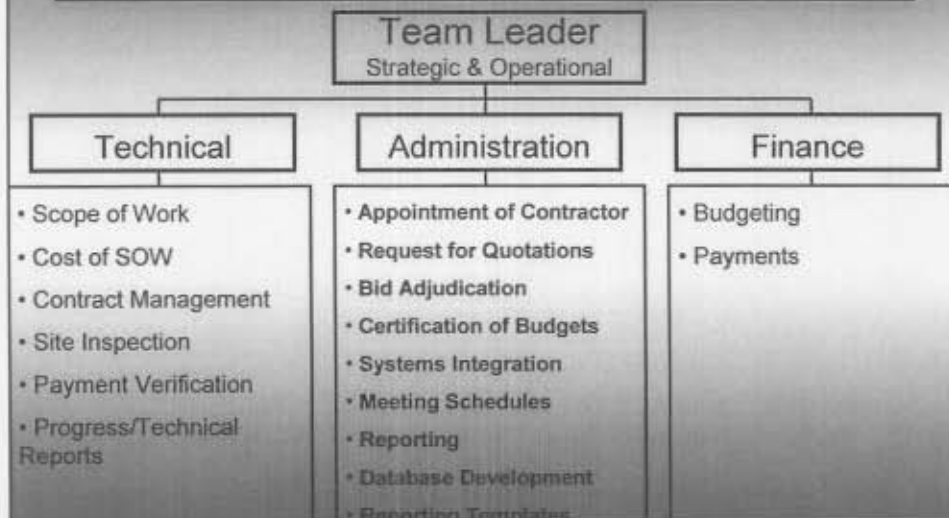 Team Leader
Strategic & Operational
Technical
Administration
Finance
• Scope of Work
• Cost of SOW
• Contract Management
• Site Inspection
• Payment Verification
• Progress/Technical
Reports
• Appointment of Contractor
• Request for Quotations
• Bid Adjudication
• Certification of Budgets
• Systems Integration
• Meeting Schedules
• Reporting
• Database Development
• Reporting Templates
• Budgeting
• Payments